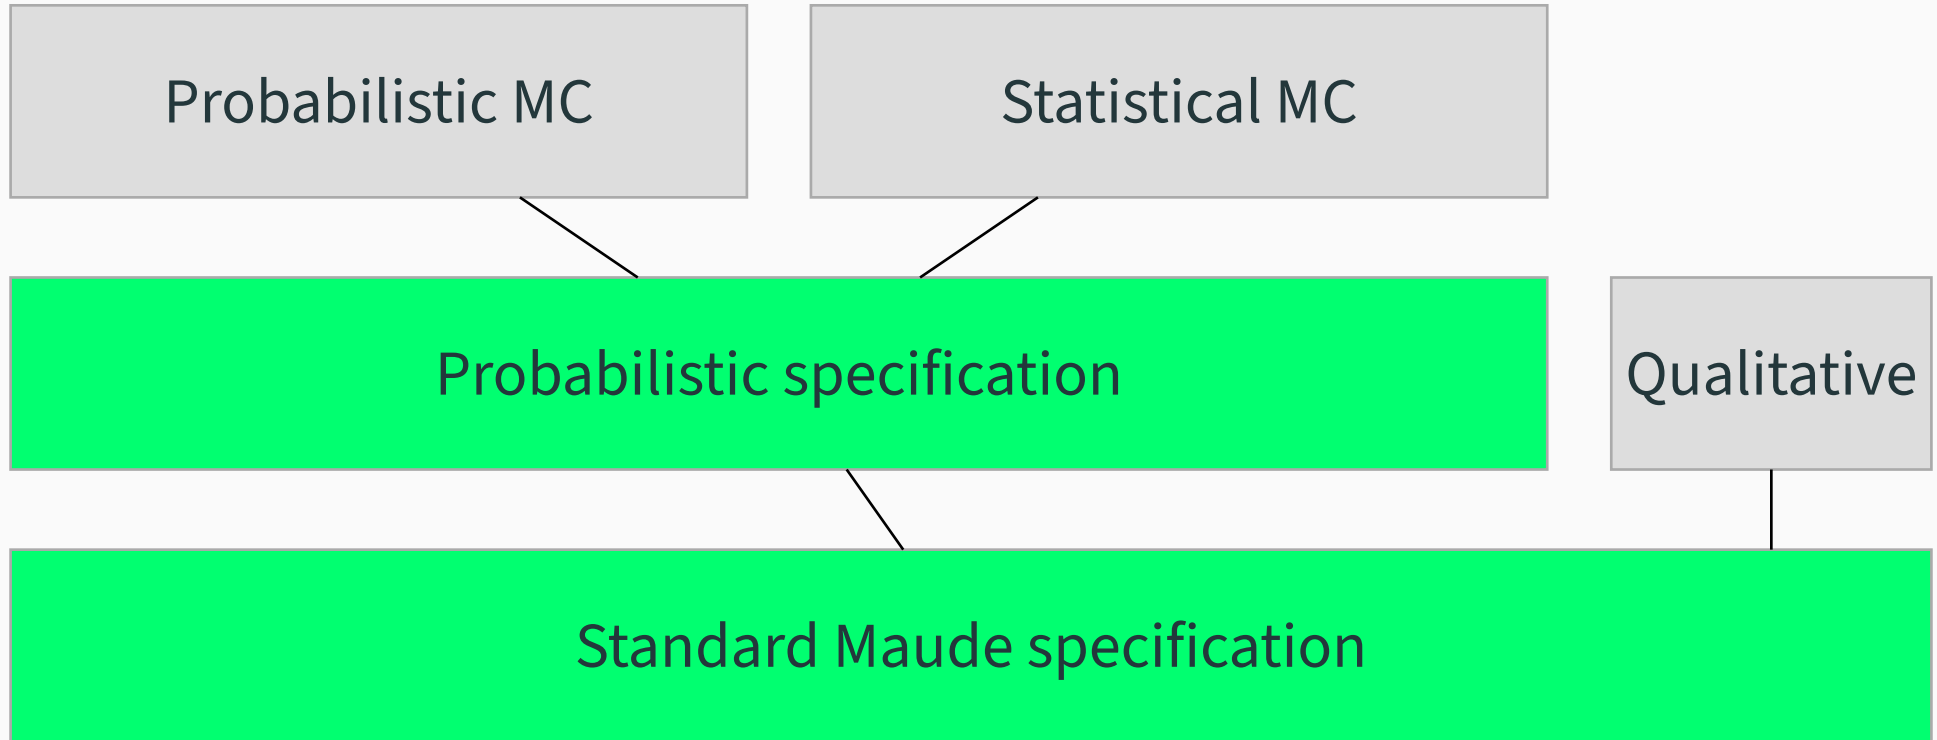 Probabilistic MC
Statistical MC
Probabilistic specification
Qualitative
Standard Maude specification